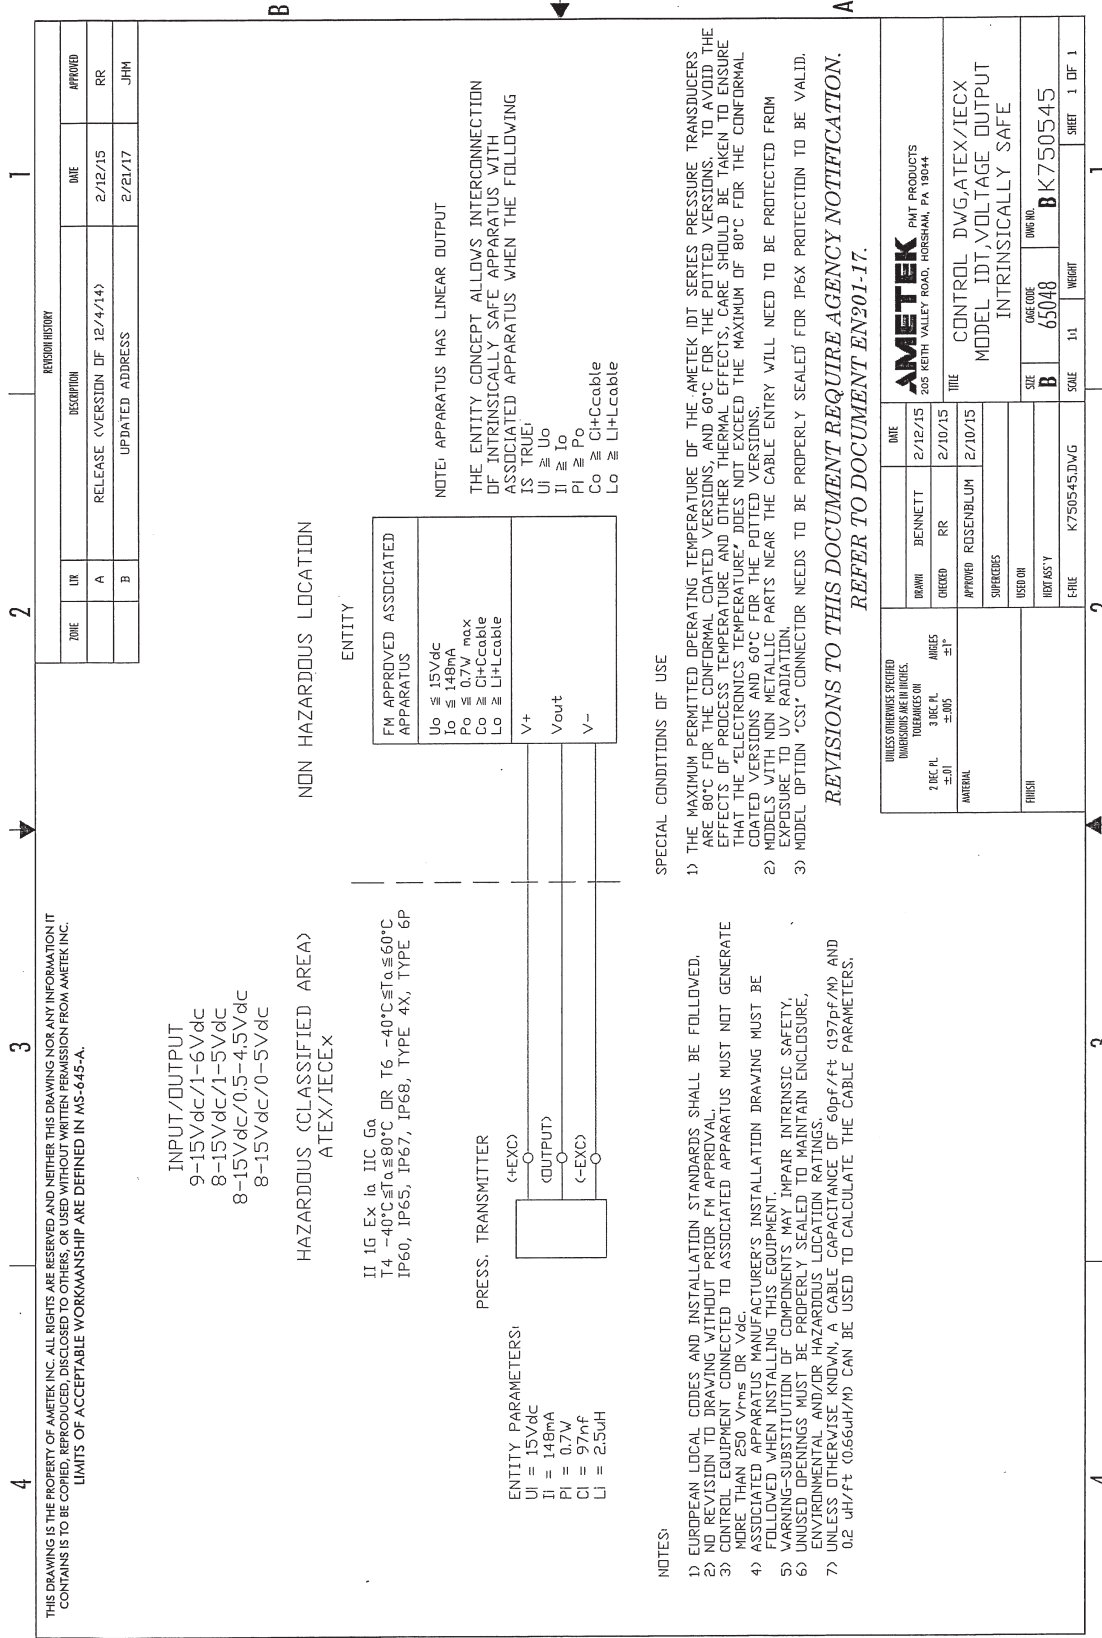 4
3
2
1
THIS DRAWING IS THE PROPERTY OF AMETEK INC. ALL RIGHTS ARE RESERVED AND NEITHER THIS DRAWING NOR ANY INFORMATION IT
CONTAINS IS TO BE COPIED, REPRODUCED, DISCLOSED TO OTHERS, OR USED WITHOUT WRITTEN PERMISSION FROM AMETEK INC.
LIMITS OF ACCEPTABLE WORKMANSHIP ARE DEFINED IN MS-645-A.
REVISION HISTORY
ZONE LTR DESCRIPTION DATE APPROVED
A RELEASE (VERSION OF 12/4/14) 2/12/15 RR
B UPDATED ADDRESS 2/21/17 JHM
B
INPUT/OUTPUT
9-15Vdc/1-6Vdc
8-15Vdc/1-5Vdc
8-15Vdc/0.5-4.5Vdc
8-15Vdc/0-5Vdc
HAZARDOUS (CLASSIFIED AREA)
ATEX/IECEx
II 1G Ex ia IIC Ga
T4 -40°C≤Ta≤80°C OR T6 -40°C≤Ta≤60°C
IP60, IP65, IP67, IP68, TYPE 4X, TYPE 6P
NON HAZARDOUS LOCATION
ENTITY
FM APPROVED ASSOCIATED
APPARATUS
Uo ≦ 15Vdc
Io ≦ 148mA
Po ≦ 0.7W max
Co ≧ Ci+Ccable
Lo ≧ Li+Lcable
V+
Vout
V-
NOTE: APPARATUS HAS LINEAR OUTPUT
THE ENTITY CONCEPT ALLOWS INTERCONNECTION
OF INTRINSICALLY SAFE APPARATUS WITH
ASSOCIATED APPARATUS WHEN THE FOLLOWING
IS TRUE:
Ui ≧ Uo
Ii ≧ Io
Pi ≧ Po
Co ≧ Ci+Ccable
Lo ≧ Li+Lcable
PRESS. TRANSMITTER
(+EXC)
(OUTPUT)
(-EXC)
ENTITY PARAMETERS:
Ui = 15Vdc
Ii = 148mA
Pi = 0.7W
Ci = 97nf
Li = 2.5uH
NOTES:
1) EUROPEAN LOCAL CODES AND INSTALLATION STANDARDS SHALL BE FOLLOWED.
2) NO REVISION TO DRAWING WITHOUT PRIOR FM APPROVAL.
3) CONTROL EQUIPMENT CONNECTED TO ASSOCIATED APPARATUS MUST NOT GENERATE
MORE THAN 250 Vrms OR Vdc.
4) ASSOCIATED APPARATUS MANUFACTURER'S INSTALLATION DRAWING MUST BE
FOLLOWED WHEN INSTALLING THIS EQUIPMENT.
5) WARNING-SUBSTITUTION OF COMPONENTS MAY IMPAIR INTRINSIC SAFETY.
6) UNUSED OPENINGS MUST BE PROPERLY SEALED TO MAINTAIN ENCLOSURE,
ENVIRONMENTAL AND/OR HAZARDOUS LOCATION RATINGS.
7) UNLESS OTHERWISE KNOWN, A CABLE CAPACITANCE OF 60pf/ft (197pf/M) AND
0.2 uH/ft (0.66uH/M) CAN BE USED TO CALCULATE THE CABLE PARAMETERS.
SPECIAL CONDITIONS OF USE
1) THE MAXIMUM PERMITTED OPERATING TEMPERATURE OF THE AMETEK IDT SERIES PRESSURE TRANSDUCERS
ARE 80°C FOR THE CONFORMAL COATED VERSIONS, AND 60°C FOR THE POTTED VERSIONS. TO AVOID THE
EFFECTS OF PROCESS TEMPERATURE AND OTHER THERMAL EFFECTS, CARE SHOULD BE TAKEN TO ENSURE
THAT THE "ELECTRONICS TEMPERATURE" DOES NOT EXCEED THE MAXIMUM OF 80°C FOR THE CONFORMAL
COATED VERSIONS AND 60°C FOR THE POTTED VERSIONS.
2) MODELS WITH NON METALLIC PARTS NEAR THE CABLE ENTRY WILL NEED TO BE PROTECTED FROM
EXPOSURE TO UV RADIATION.
3) MODEL OPTION "CS1" CONNECTOR NEEDS TO BE PROPERLY SEALED FOR IP6X PROTECTION TO BE VALID.
A
REVISIONS TO THIS DOCUMENT REQUIRE AGENCY NOTIFICATION.
REFER TO DOCUMENT EN201-17.
UNLESS OTHERWISE SPECIFIED
DIMENSIONS ARE IN INCHES.
TOLERANCES ON
2 DEC. PL 3 DEC. PL ANGLES
±.01 ±.005 ±1°
MATERIAL
FINISH
DATE
DRAWN BENNETT 2/12/15
CHECKED RR 2/10/15
APPROVED ROSENBLUM 2/10/15
SUPERCEDES
USED ON
NEXT ASS'Y
E-FILE K750545.DWG
AMETEK PMT PRODUCTS
205 KEITH VALLEY ROAD, HORSHAM, PA 19044
TITLE
CONTROL DWG,ATEX/IECX
MODEL IDT,VOLTAGE OUTPUT
INTRINSICALLY SAFE
SIZE CAGE CODE DWG NO.
B 65048 B K750545
SCALE 1:1 WEIGHT SHEET 1 OF 1
4
3
2
1